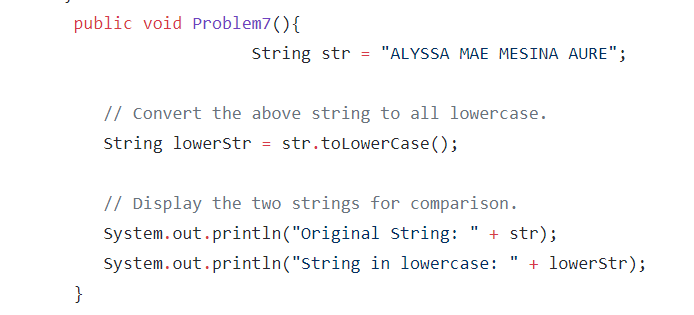 public void Problem7(){
String str = "ALYSSA MAE MESINA AURE";
// Convert the above string to all lowercase.
String lowerStr = str.toLowerCase();
// Display the two strings for comparison.
System.out.println("Original String: " + str);
System.out.println("String in lowercase: " + lowerStr);
}